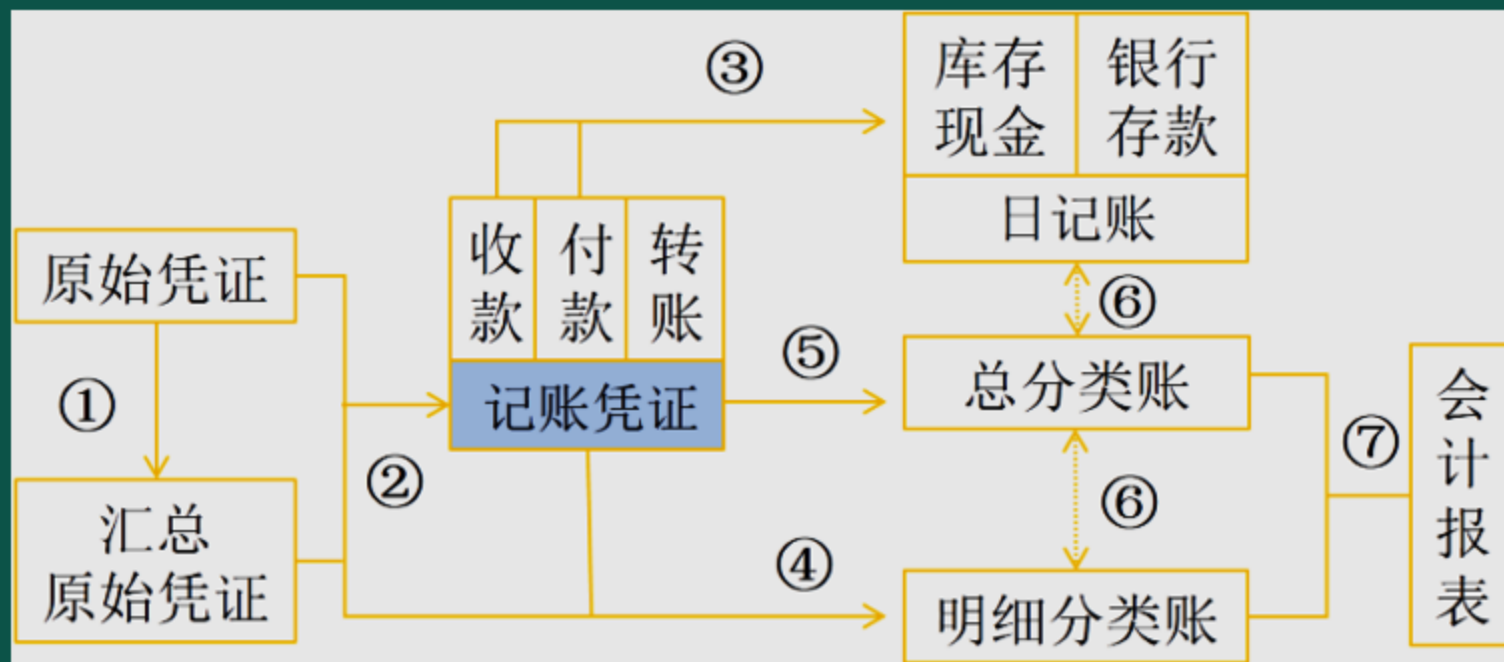 ③
库存
现金
银行
存款
日记账
收款
付款
转账
原始凭证
⑥
⑤
总分类账
记账凭证
①
②
⑦
会计报表
汇总
原始凭证
⑥
④
明细分类账